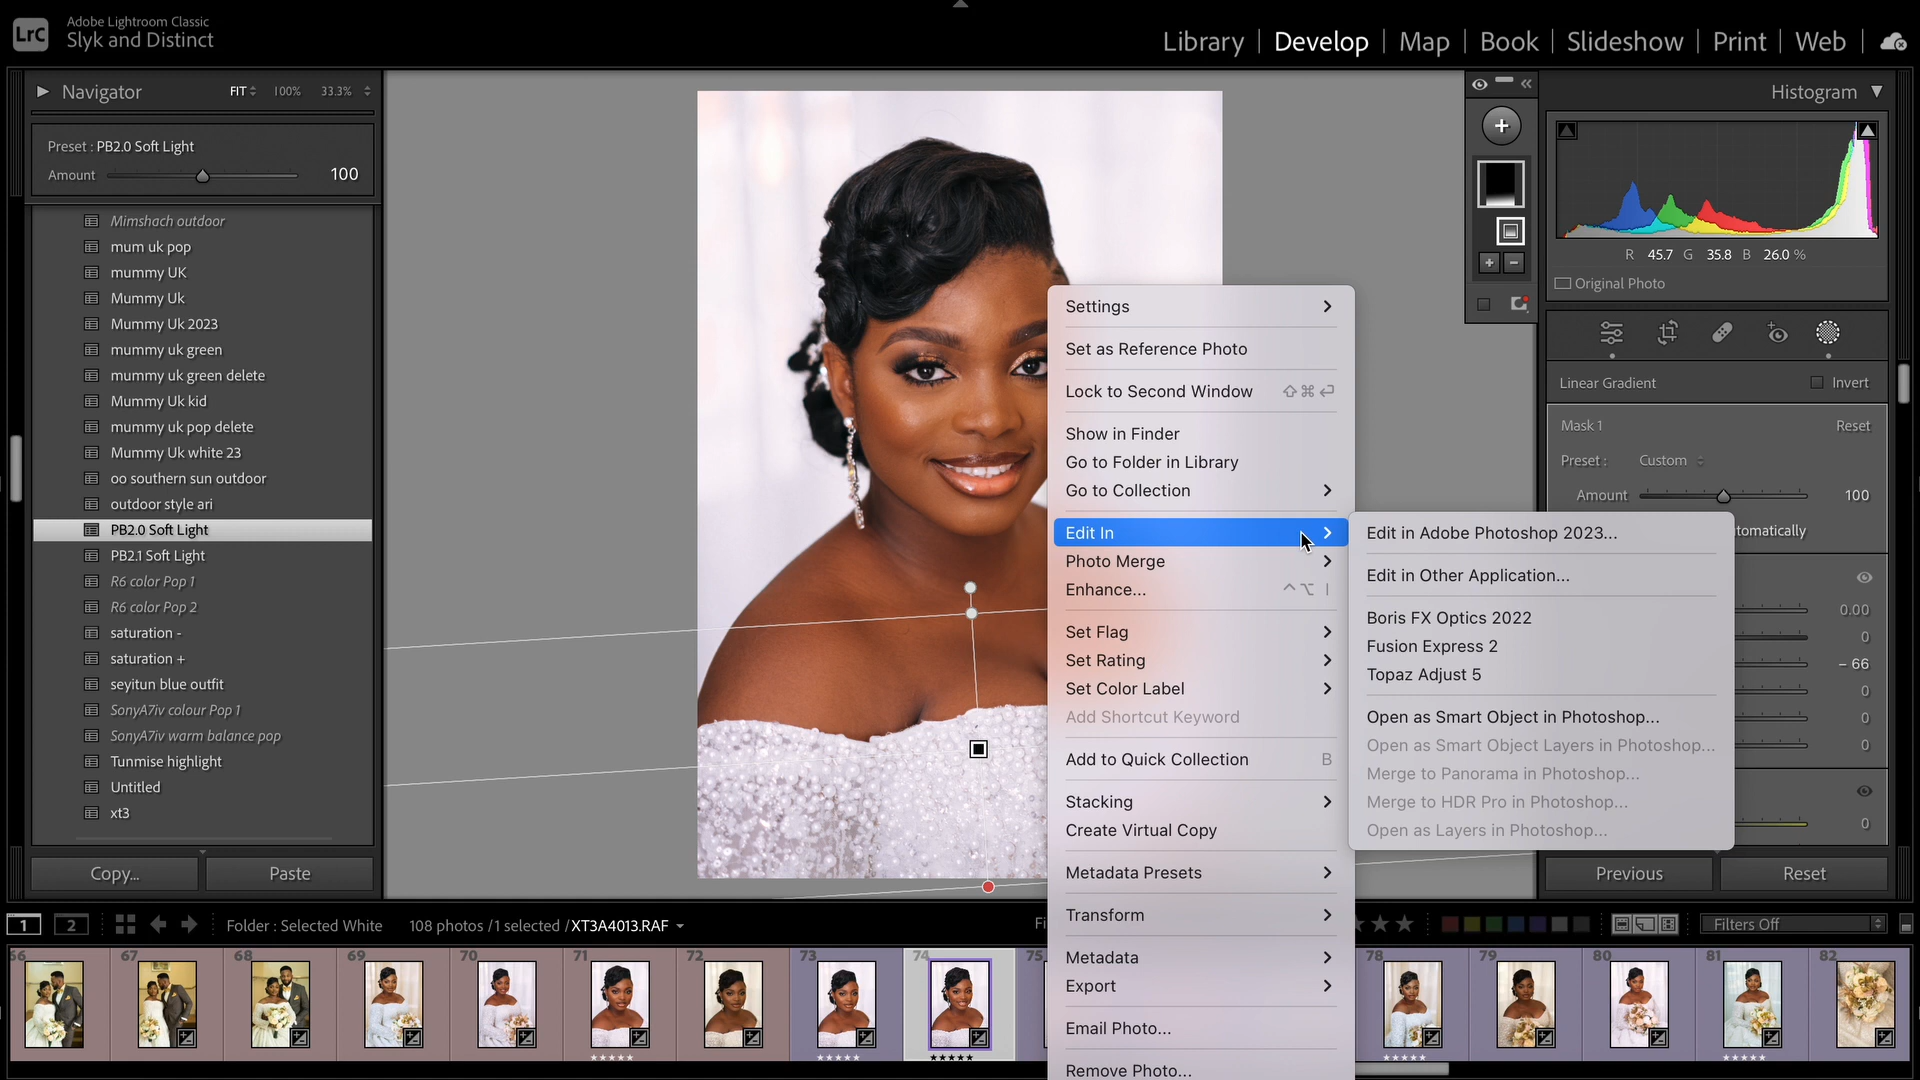 LrC
Adobe Lightroom Classic
Slyk and Distinct
Library | Develop | Map | Book | Slideshow | Print | Web
Navigator FIT 100% 33.3%
Preset : PB2.0 Soft Light
Amount 100
Mimshach outdoor
mum uk pop
mummy UK
Mummy Uk
Mummy Uk 2023
mummy uk green
mummy uk green delete
Mummy Uk kid
mummy uk pop delete
Mummy Uk white 23
oo southern sun outdoor
outdoor style ari
PB2.0 Soft Light
PB2.1 Soft Light
R6 color Pop 1
R6 color Pop 2
saturation -
saturation +
seyitun blue outfit
SonyA7iv colour Pop 1
SonyA7iv warm balance pop
Tunmise highlight
Untitled
xt3
Copy... Paste
Settings
Set as Reference Photo
Lock to Second Window ⇧⌘↩
Show in Finder
Go to Folder in Library
Go to Collection
Edit In
Photo Merge
Enhance... ^⌥ I
Set Flag
Set Rating
Set Color Label
Add Shortcut Keyword
Add to Quick Collection B
Stacking
Create Virtual Copy
Metadata Presets
Transform
Metadata
Export
Email Photo...
Remove Photo...
Edit in Adobe Photoshop 2023...
Edit in Other Application...
Boris FX Optics 2022
Fusion Express 2
Topaz Adjust 5
Open as Smart Object in Photoshop...
Open as Smart Object Layers in Photoshop...
Merge to Panorama in Photoshop...
Merge to HDR Pro in Photoshop...
Open as Layers in Photoshop...
Histogram
R 45.7 G 35.8 B 26.0 %
Original Photo
Linear Gradient Invert
Mask 1 Reset
Preset : Custom
Amount 100
tomatically
0.00
0
– 66
0
0
0
0
Previous Reset
1 2 Folder : Selected White 108 photos /1 selected /XT3A4013.RAF Fi Filters Off
66 67 68 69 70 71 72 73 74 75 78 79 80 81 82